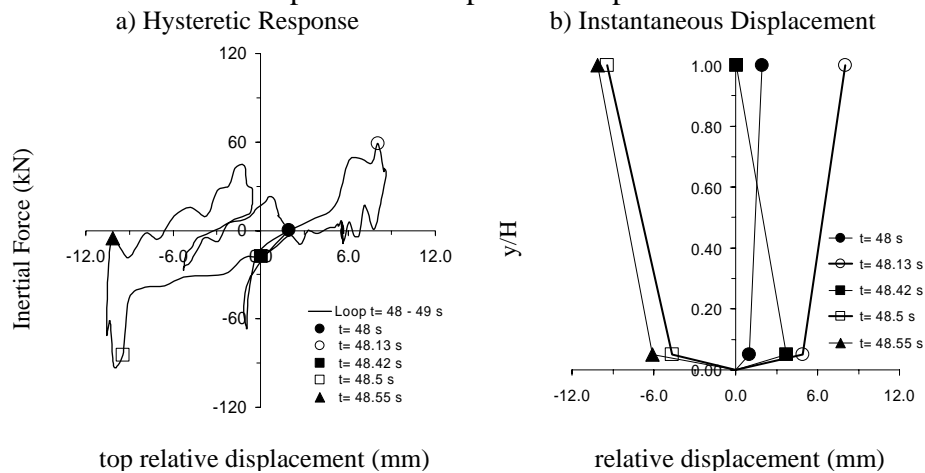 a) Hysteretic Response
120
60
0
-60
-120
-12.0 -6.0 0.0 6.0 12.0
Inertial Force (kN)
Loop t= 48 - 49 s
t= 48 s
t= 48.13 s
t= 48.42 s
t= 48.5 s
t= 48.55 s
top relative displacement (mm)
b) Instantaneous Displacement
1.00
0.80
0.60
0.40
0.20
0.00
-12.0 -6.0 0.0 6.0 12.0
y/H
t= 48 s
t= 48.13 s
t= 48.42 s
t= 48.5 s
t= 48.55 s
relative displacement (mm)